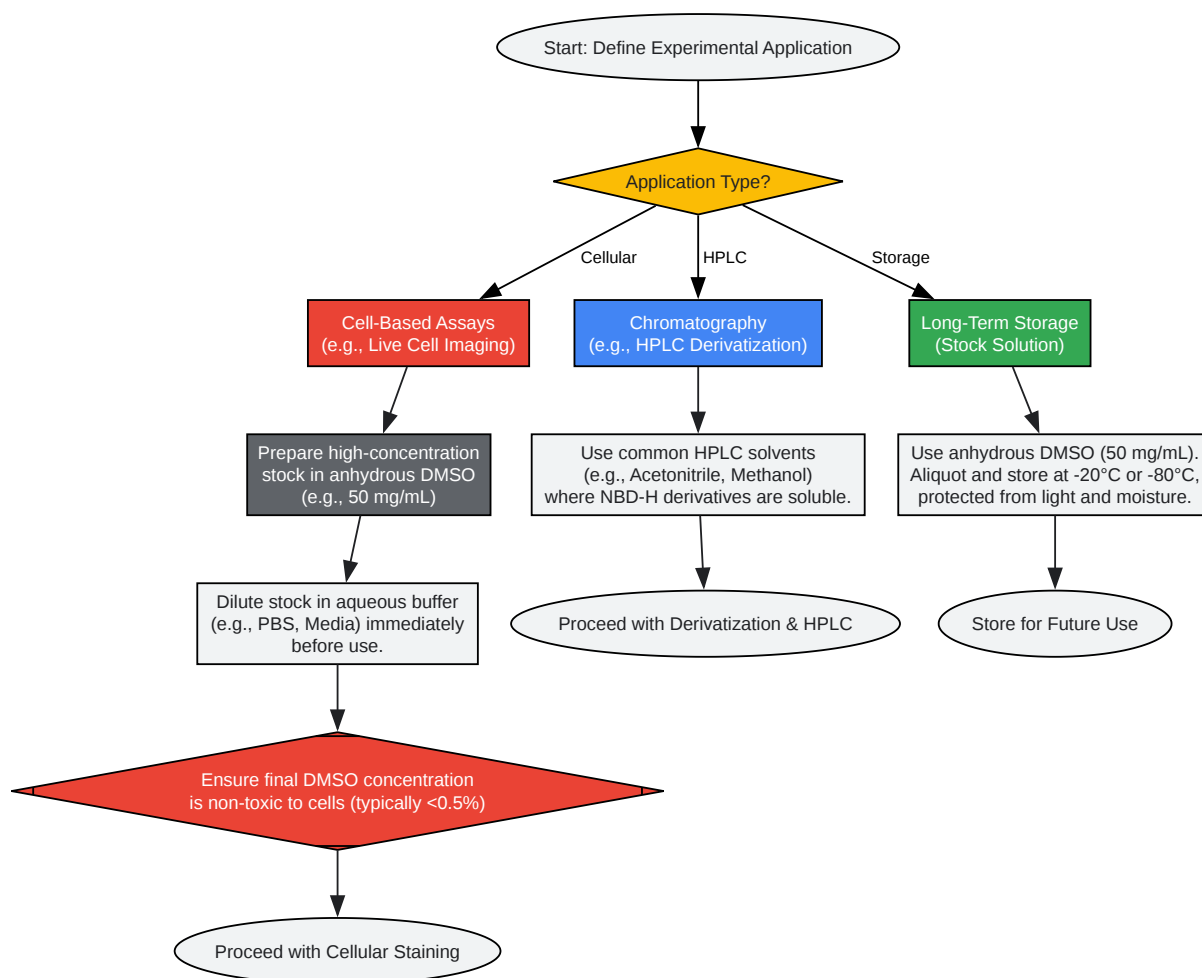 Start: Define Experimental Application
Application Type?
Cellular
HPLC
Storage
Cell-Based Assays
(e.g., Live Cell Imaging)
Chromatography
(e.g., HPLC Derivatization)
Long-Term Storage
(Stock Solution)
Prepare high-concentration
stock in anhydrous DMSO
(e.g., 50 mg/mL)
Use common HPLC solvents
(e.g., Acetonitrile, Methanol)
where NBD-H derivatives are soluble.
Use anhydrous DMSO (50 mg/mL).
Aliquot and store at -20°C or -80°C,
protected from light and moisture.
Dilute stock in aqueous buffer
(e.g., PBS, Media) immediately
before use.
Proceed with Derivatization & HPLC
Store for Future Use
Ensure final DMSO concentration
is non-toxic to cells (typically <0.5%)
Proceed with Cellular Staining